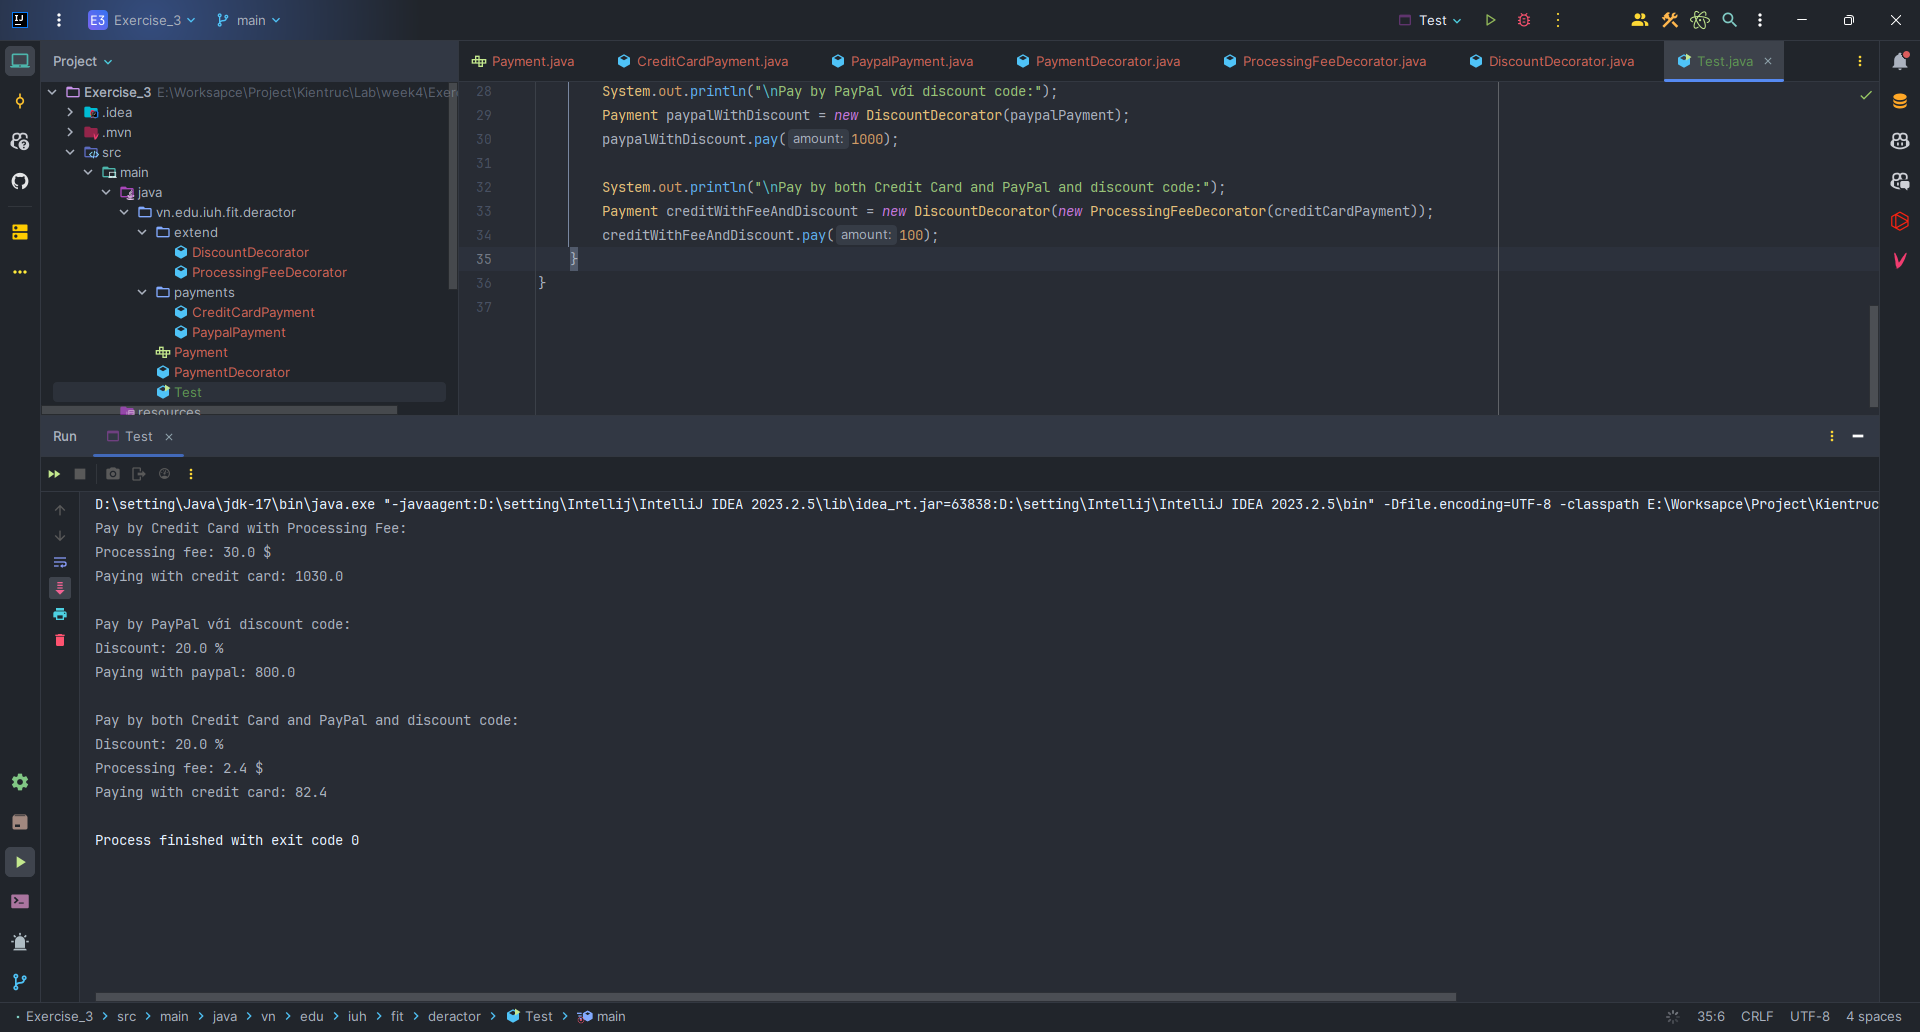 E3 Exercise_3
main
Test
Project
Payment.java
CreditCardPayment.java
PaypalPayment.java
PaymentDecorator.java
ProcessingFeeDecorator.java
DiscountDecorator.java
Test.java
Exercise_3 E:\Worksapce\Project\Kientruc\Lab\week4\Exer
.idea
.mvn
src
main
java
vn.edu.iuh.fit.deractor
extend
DiscountDecorator
ProcessingFeeDecorator
payments
CreditCardPayment
PaypalPayment
Payment
PaymentDecorator
Test
resources
28 System.out.println("\nPay by PayPal với discount code:");
29 Payment paypalWithDiscount = new DiscountDecorator(paypalPayment);
30 paypalWithDiscount.pay( amount: 1000);
31
32 System.out.println("\nPay by both Credit Card and PayPal and discount code:");
33 Payment creditWithFeeAndDiscount = new DiscountDecorator(new ProcessingFeeDecorator(creditCardPayment));
34 creditWithFeeAndDiscount.pay( amount: 100);
35 }
36 }
37
Run
Test
D:\setting\Java\jdk-17\bin\java.exe "-javaagent:D:\setting\Intellij\IntelliJ IDEA 2023.2.5\lib\idea_rt.jar=63838:D:\setting\Intellij\IntelliJ IDEA 2023.2.5\bin" -Dfile.encoding=UTF-8 -classpath E:\Worksapce\Project\Kientruc
Pay by Credit Card with Processing Fee:
Processing fee: 30.0 $
Paying with credit card: 1030.0
Pay by PayPal với discount code:
Discount: 20.0 %
Paying with paypal: 800.0
Pay by both Credit Card and PayPal and discount code:
Discount: 20.0 %
Processing fee: 2.4 $
Paying with credit card: 82.4
Process finished with exit code 0
Exercise_3 > src > main > java > vn > edu > iuh > fit > deractor > Test > main
35:6 CRLF UTF-8 4 spaces